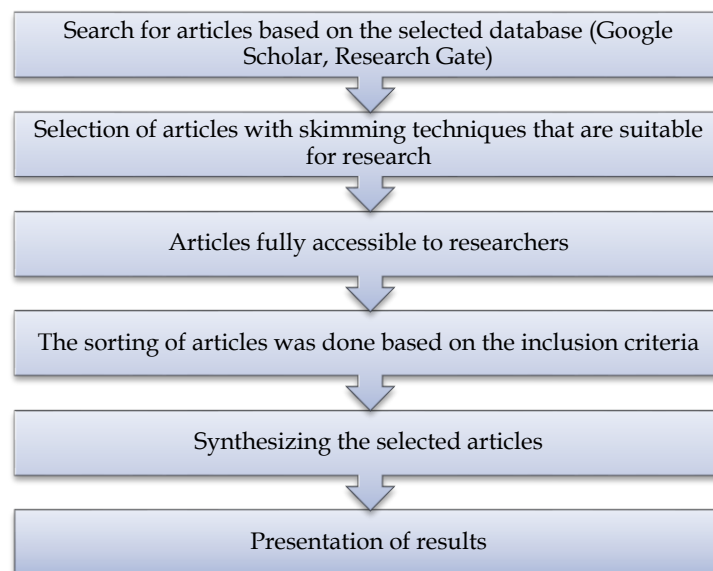 Search for articles based on the selected database (Google
Scholar, Research Gate)
Selection of articles with skimming techniques that are suitable
for research
Articles fully accessible to researchers
The sorting of articles was done based on the inclusion criteria
Synthesizing the selected articles
Presentation of results